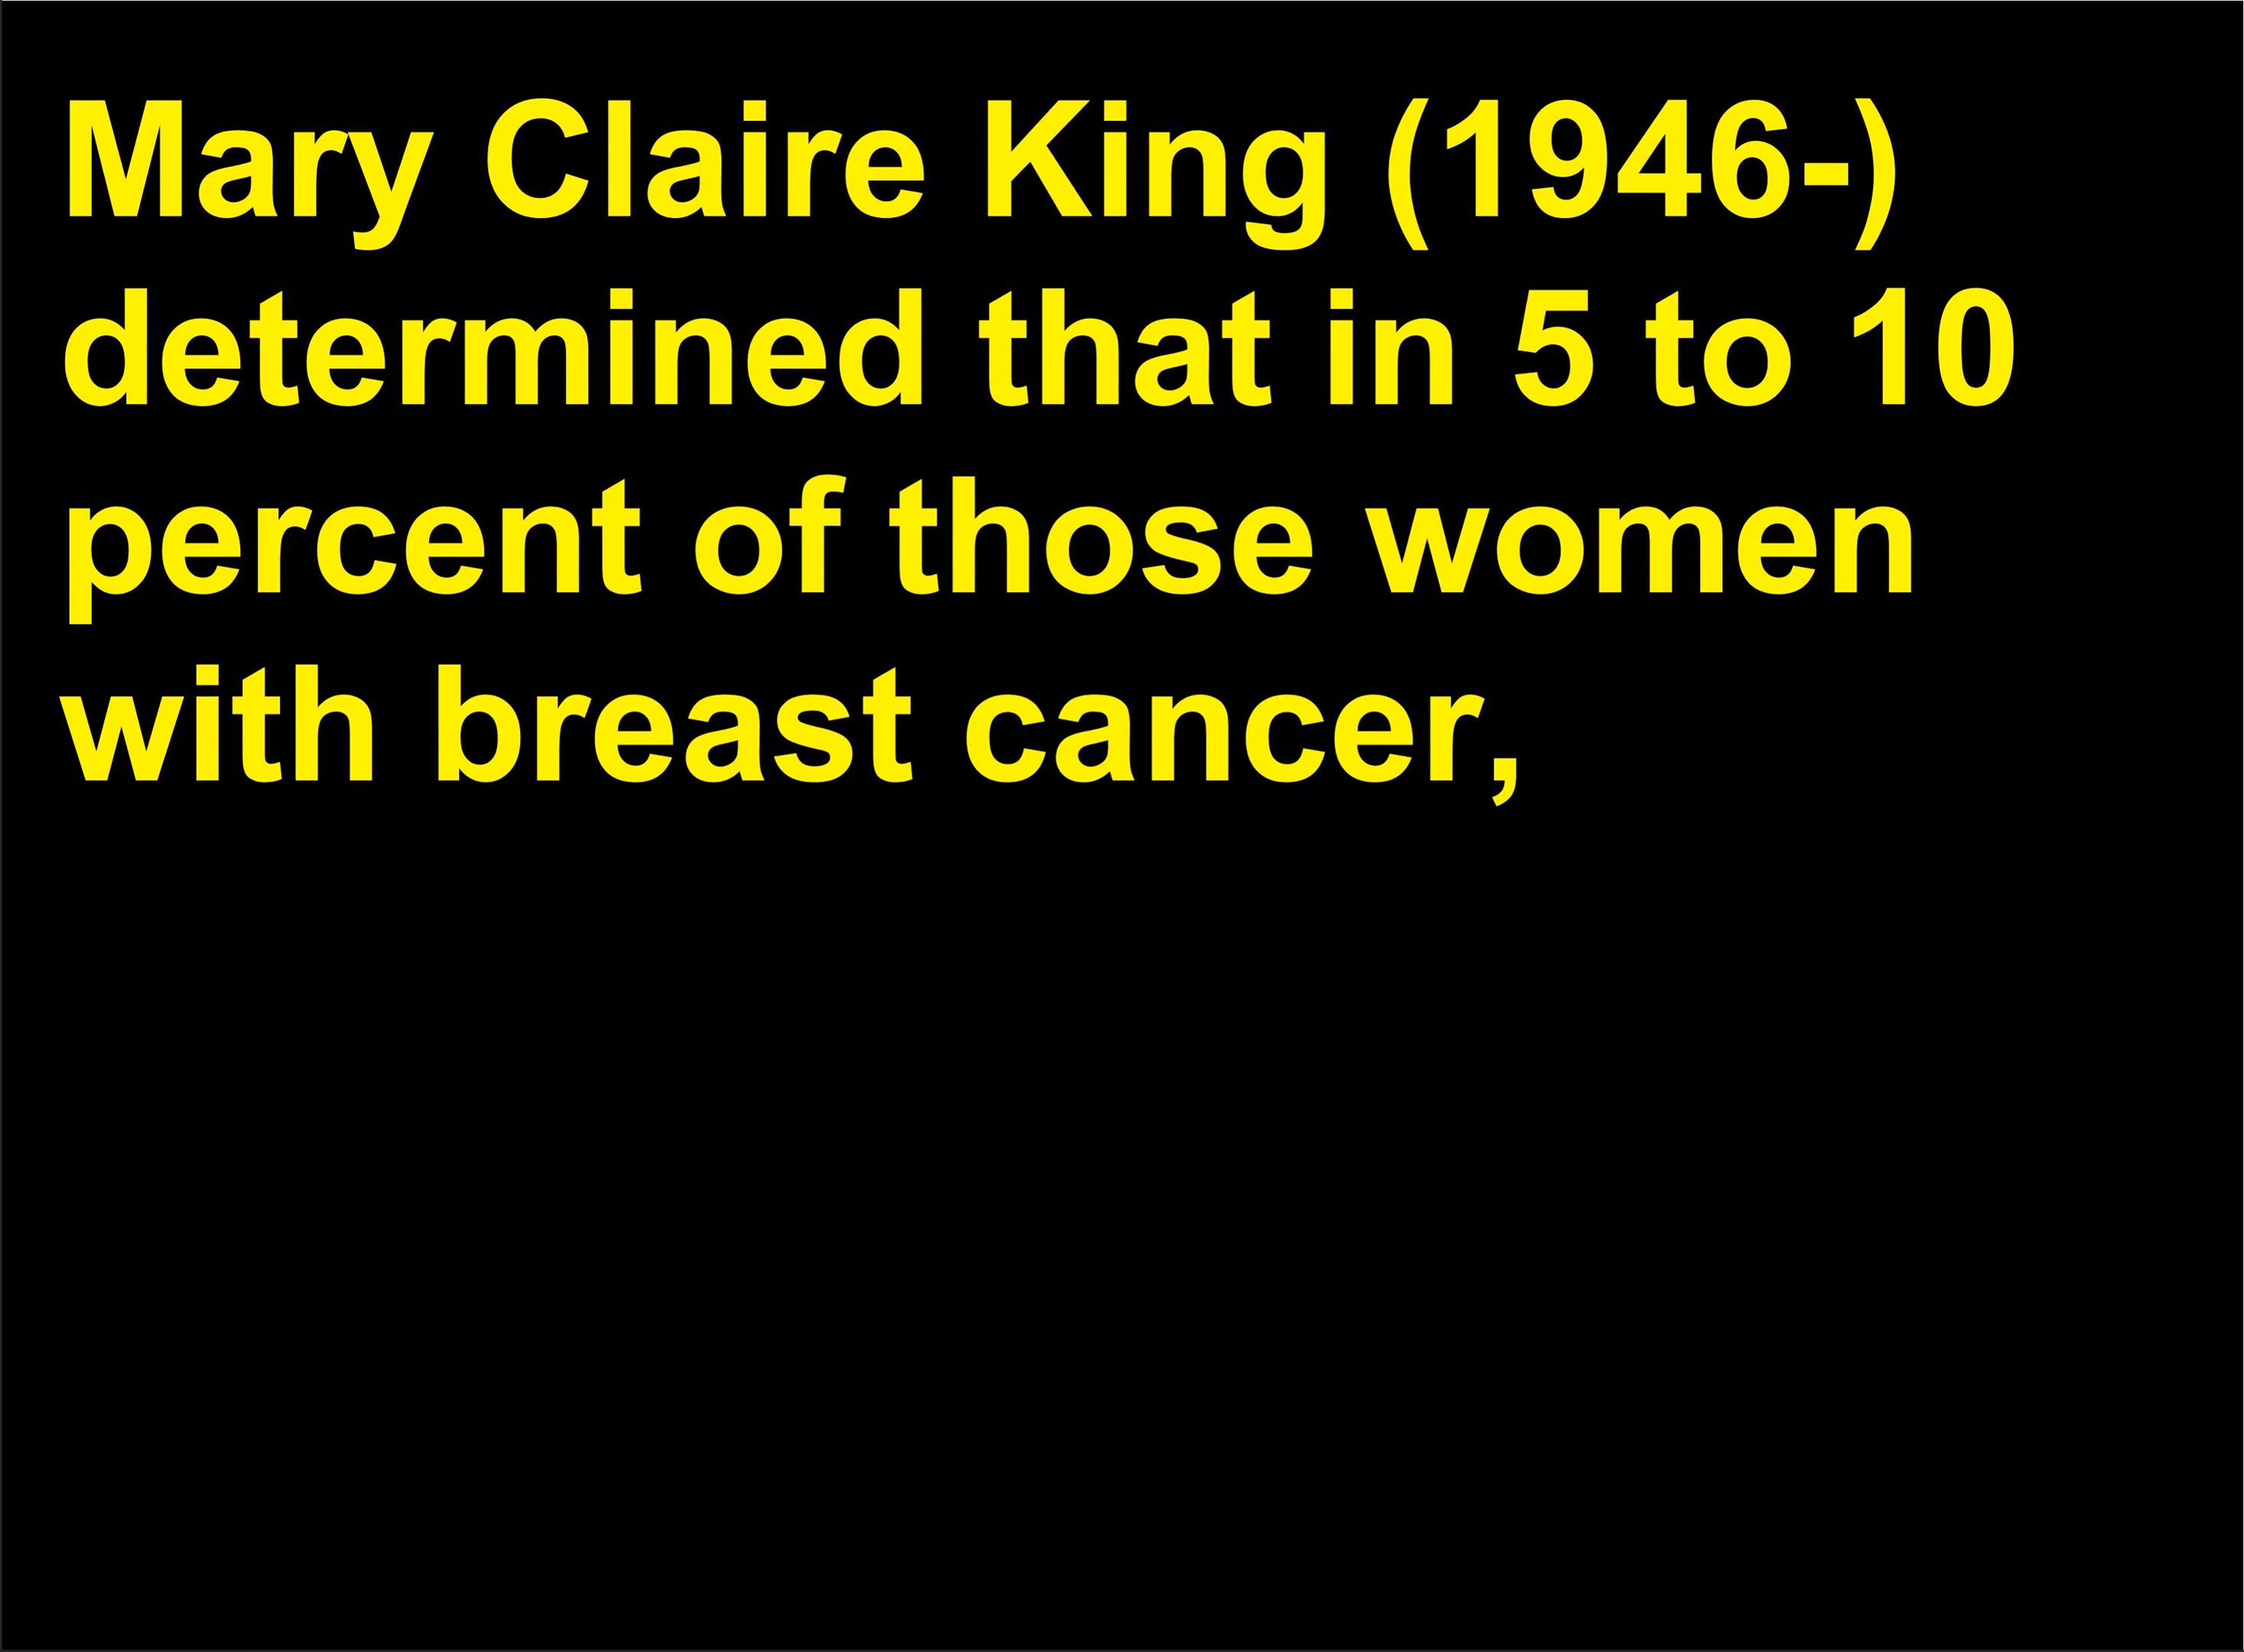 Mary Claire King (1946-)
determined that in 5 to 10
percent of those women
with breast cancer,